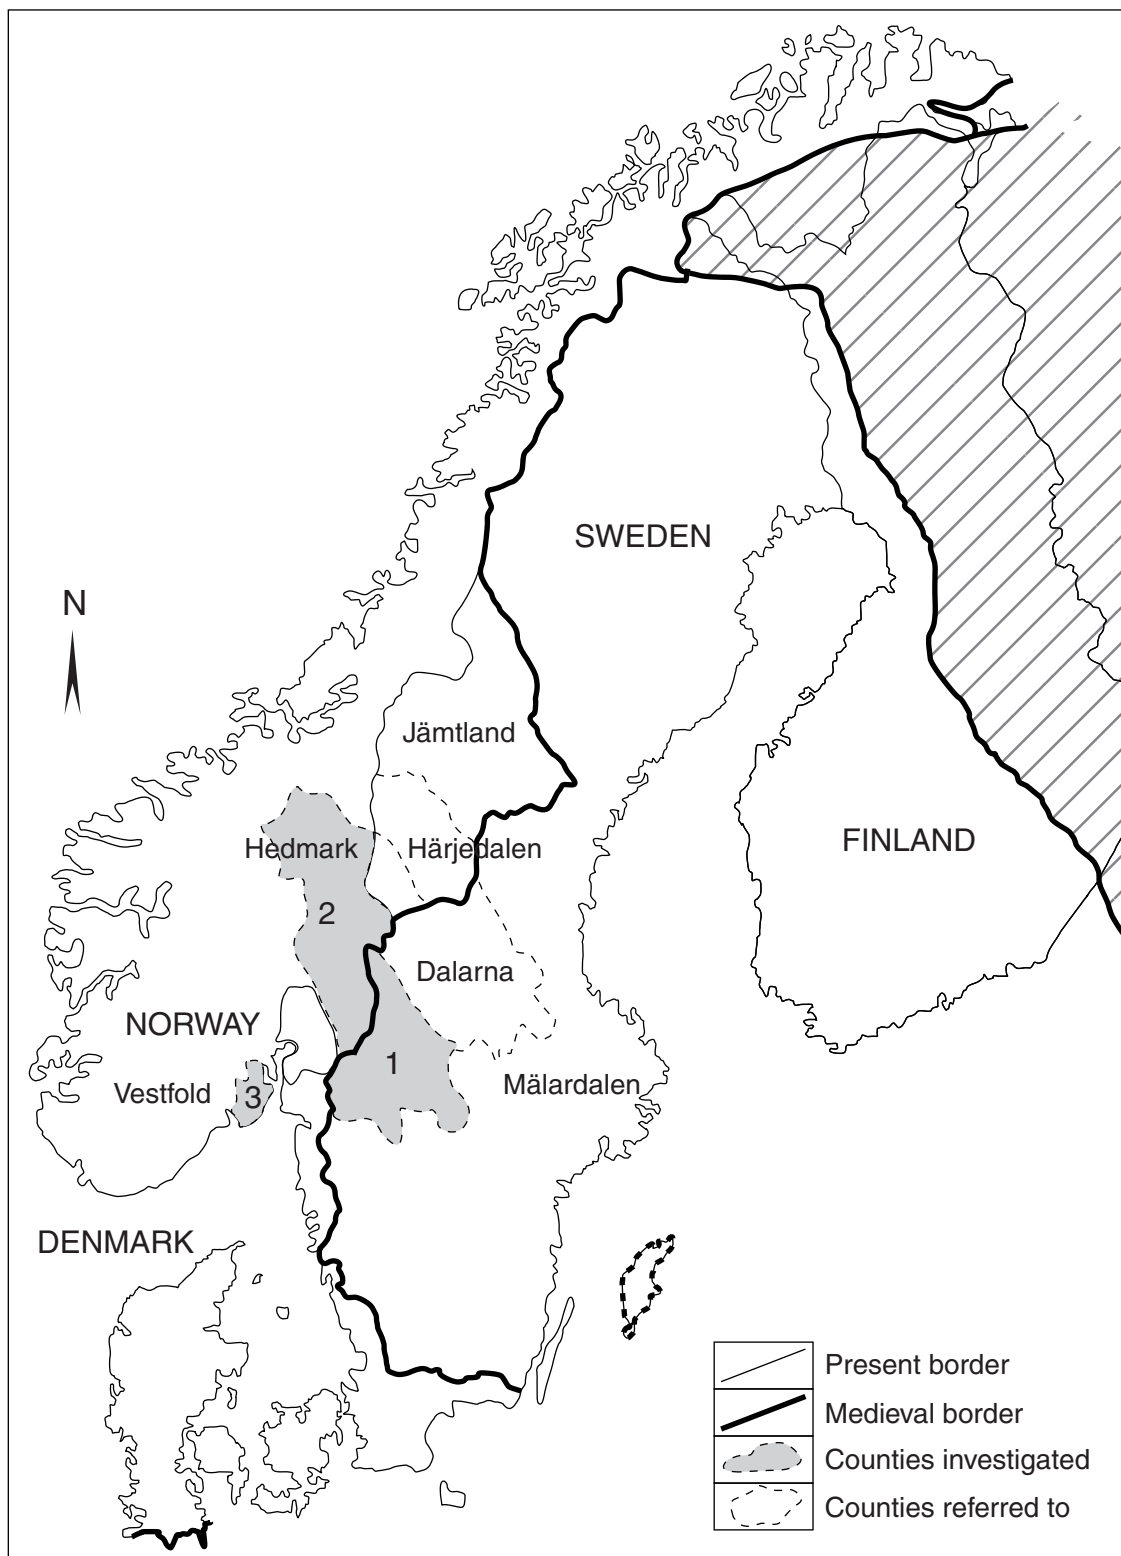 SWEDEN
N
Jämtland
FINLAND
Hedmark
Härjedalen
2
Dalarna
NORWAY
1
Mälardalen
Vestfold
3
DENMARK
Present border
Medieval border
Counties investigated
Counties referred to